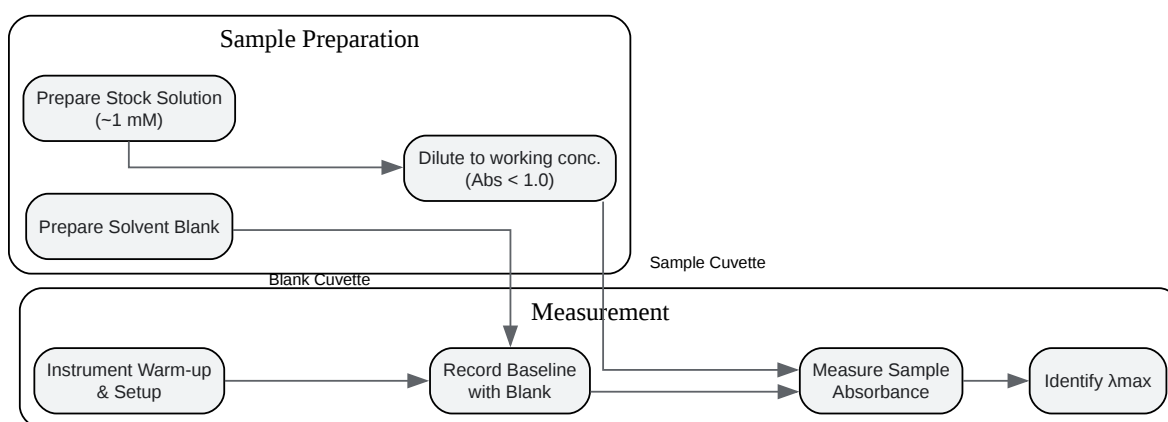 Sample Preparation
Prepare Stock Solution
(~1 mM)
Dilute to working conc.
(Abs < 1.0)
Prepare Solvent Blank
Sample Cuvette
Blank Cuvette
Measurement
Instrument Warm-up
& Setup
Record Baseline
with Blank
Measure Sample
Absorbance
Identify λmax